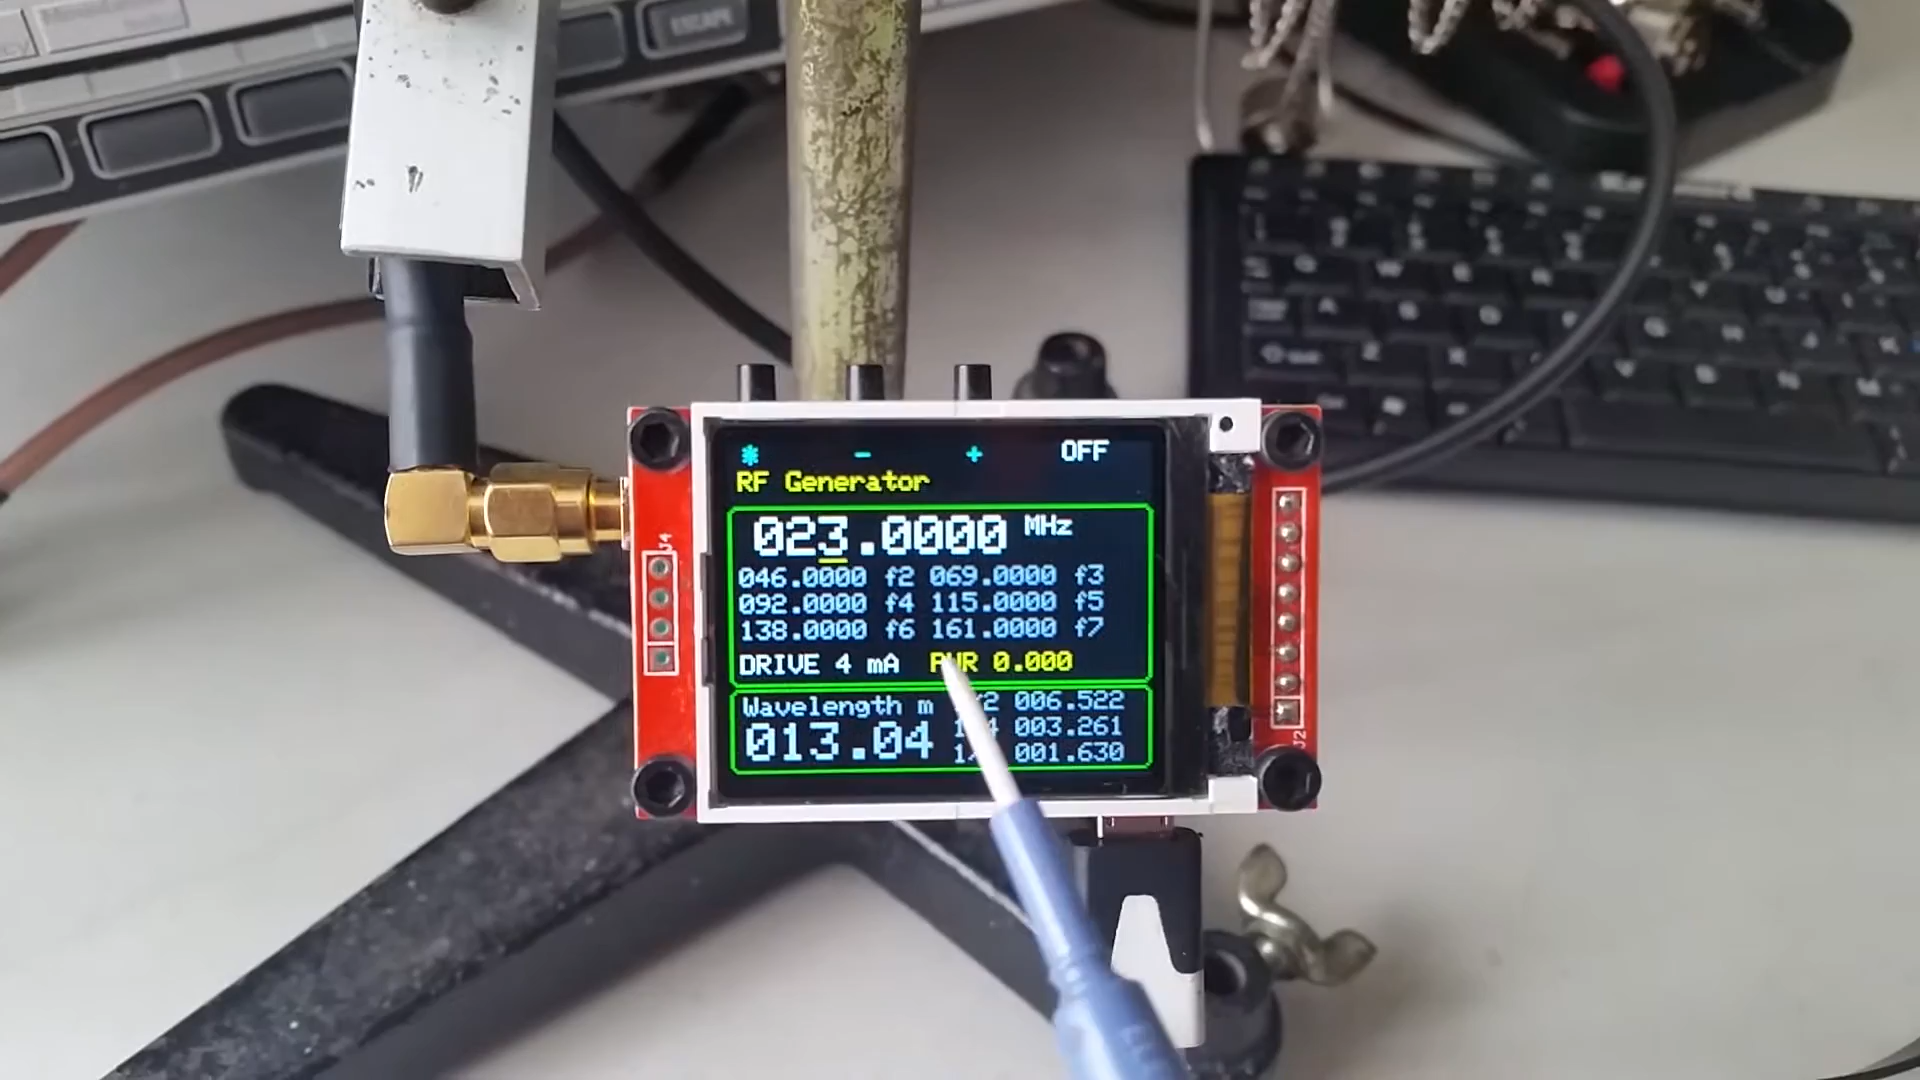 ESCAPE
* - + OFF
RF Generator
023.0000 MHz
046.0000 f2 069.0000 f3
092.0000 f4 115.0000 f5
138.0000 f6 161.0000 f7
DRIVE 4 mA PWR 0.000
Wavelength m 006.522
013.04 003.261
001.630
J4
J2